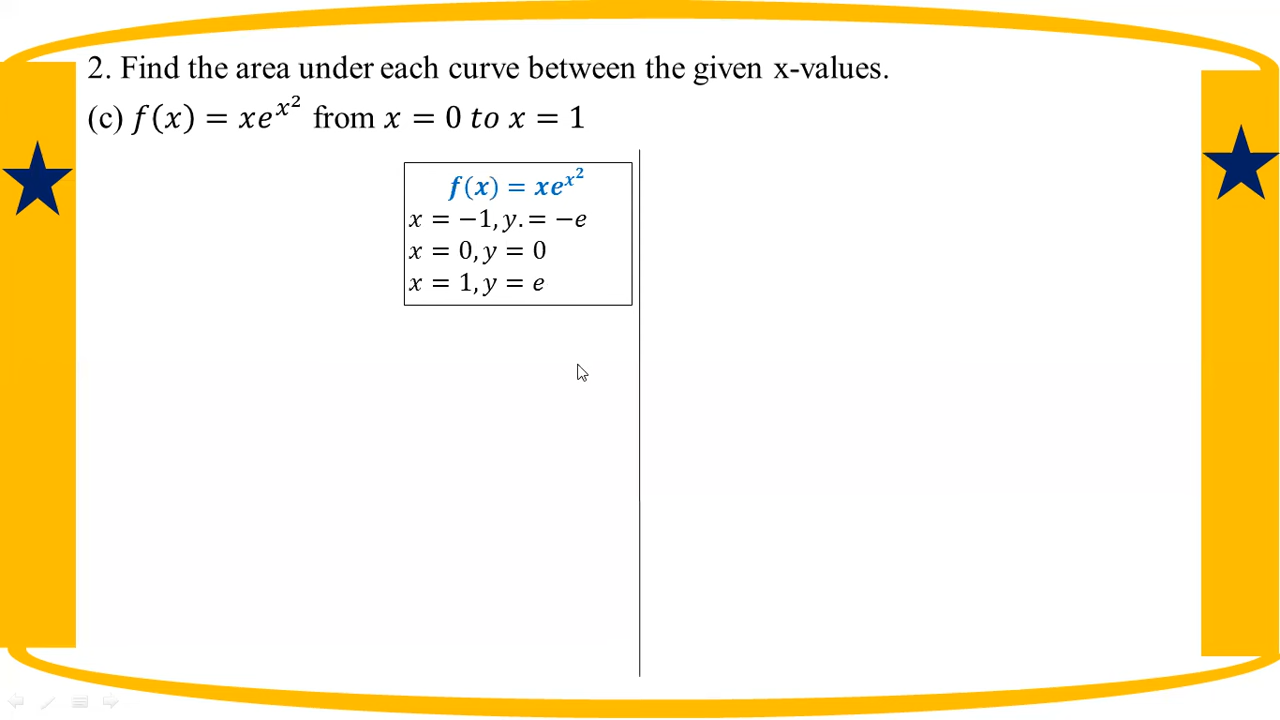 2. Find the area under each curve between the given x-values.
(c) f(x) = xe^{x^2} from x = 0 to x = 1
f(x) = xe^{x^2}
x = −1, y. = −e
x = 0, y = 0
x = 1, y = e